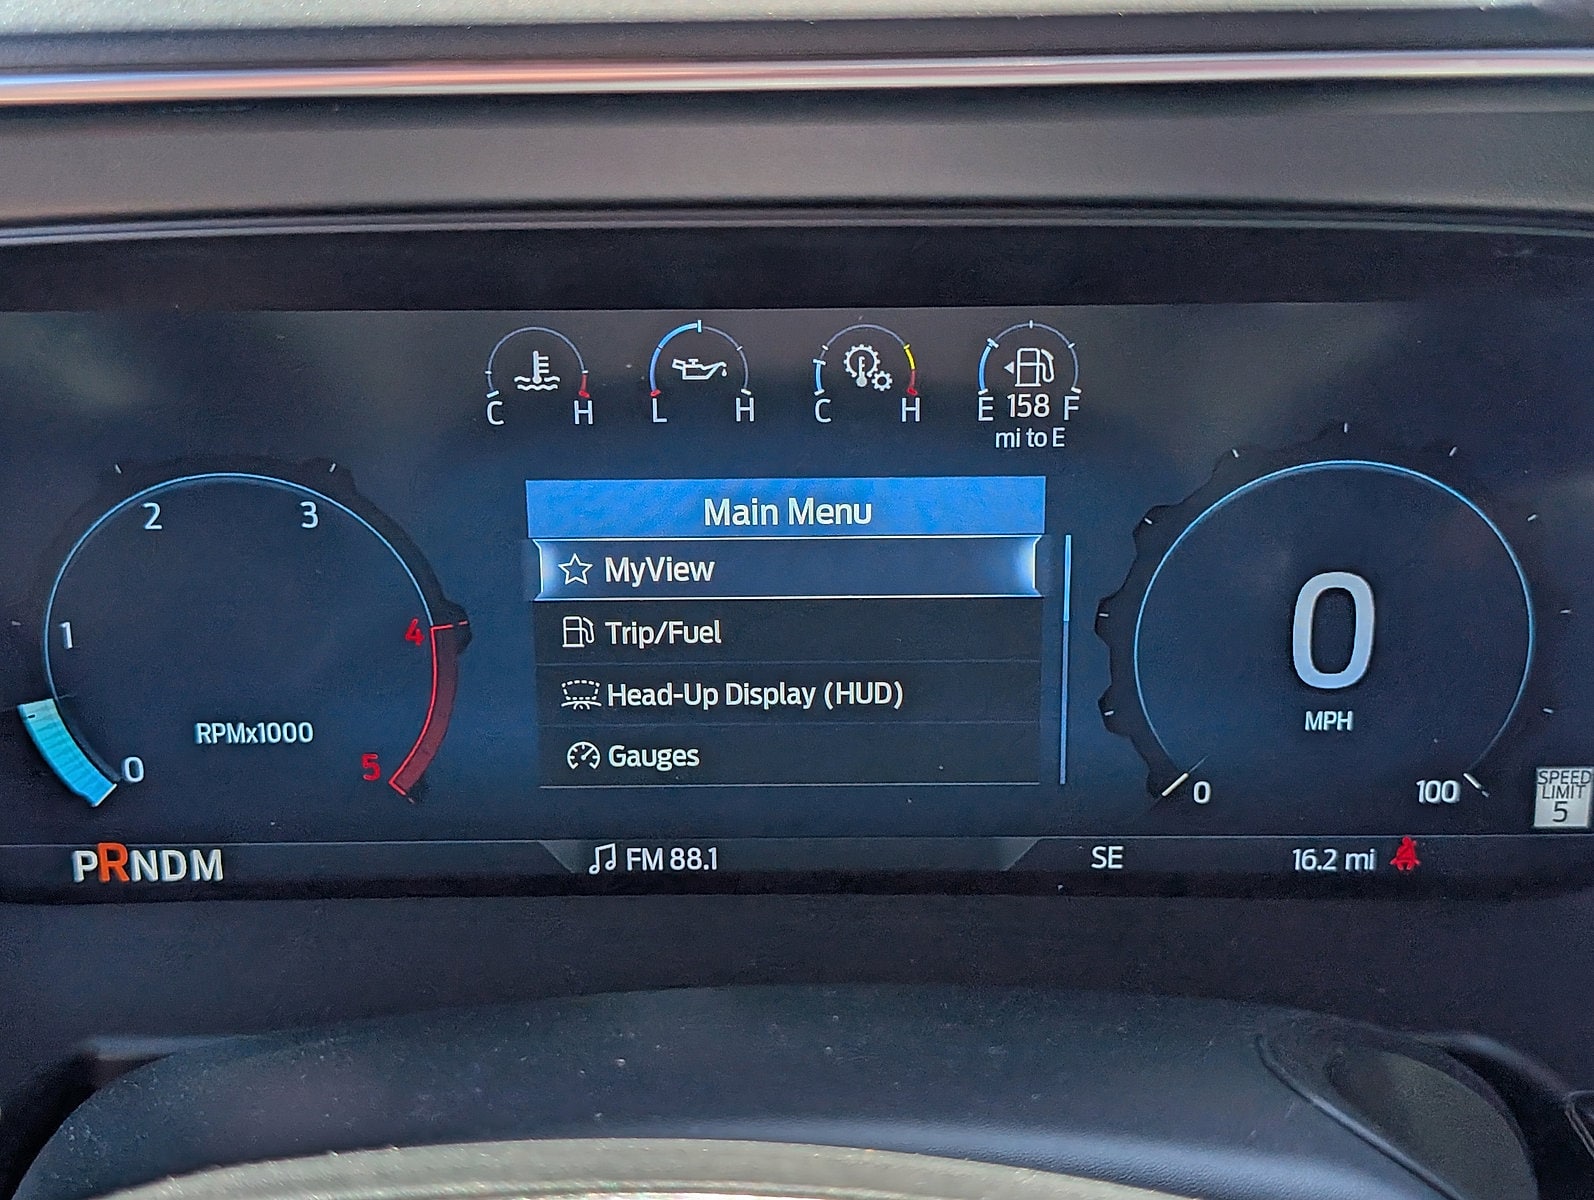 C H
L H
C H
E 158 F
mi to E
Main Menu
MyView
Trip/Fuel
Head-Up Display (HUD)
Gauges
0
1
2
3
4
5
RPMx1000
0
MPH
0
100
SPEED
LIMIT
5
PRNDM
FM 88.1
SE
16.2 mi